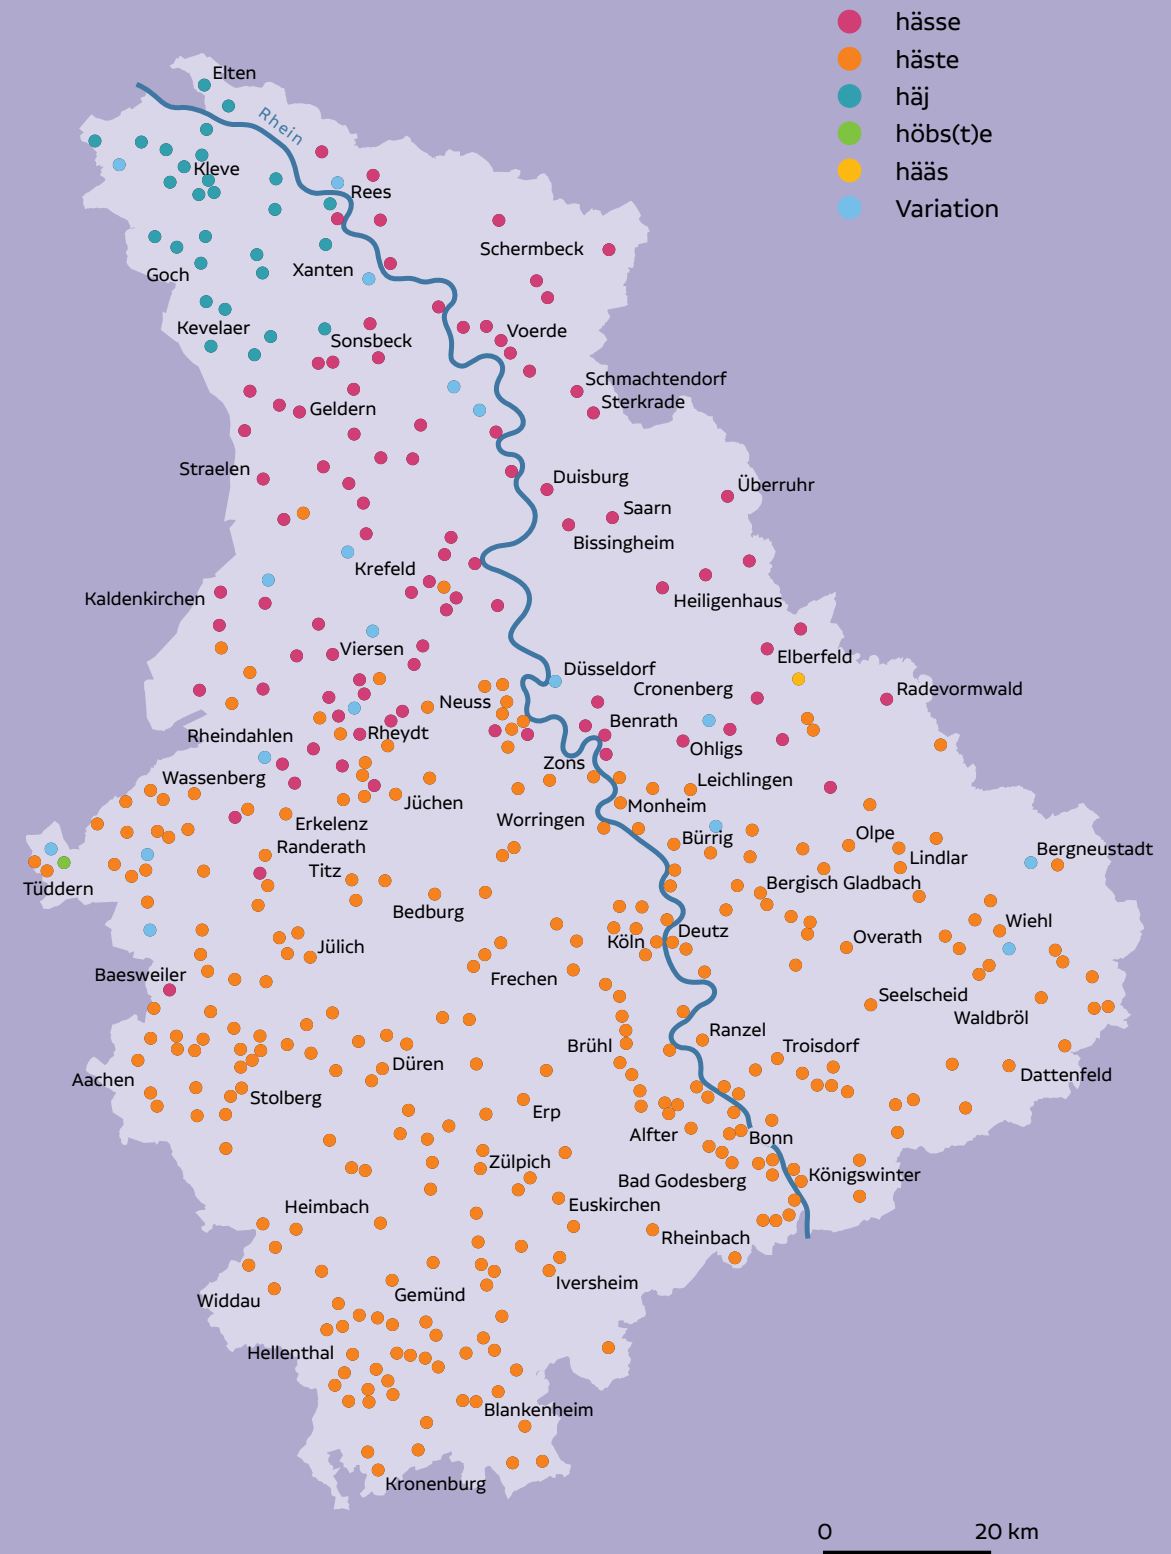 hässe
häste
häj
höbs(t)e
hääs
Variation
Elten
Rhein
Kleve
Rees
Schermbeck
Goch
Xanten
Kevelaer
Sonsbeck
Voerde
Schmachtendorf
Sterkrade
Geldern
Straelen
Duisburg
Überruhr
Saarn
Bissingheim
Krefeld
Kaldenkirchen
Heiligenhaus
Viersen
Elberfeld
Düsseldorf
Cronenberg
Radevormwald
Neuss
Benrath
Rheindahlen
Rheydt
Ohligs
Zons
Wassenberg
Leichlingen
Jüchen
Monheim
Erkelenz
Worringen
Olpe
Bürrig
Randerath
Lindlar
Bergneustadt
Titz
Tüddern
Bergisch Gladbach
Bedburg
Wiehl
Deutz
Overath
Köln
Jülich
Baesweiler
Frechen
Seelscheid
Waldbröl
Ranzel
Brühl
Troisdorf
Düren
Aachen
Dattenfeld
Stolberg
Erp
Alfter
Bonn
Zülpich
Königswinter
Bad Godesberg
Heimbach
Euskirchen
Rheinbach
Iversheim
Gemünd
Widdau
Hellenthal
Blankenheim
Kronenburg
0 20 km